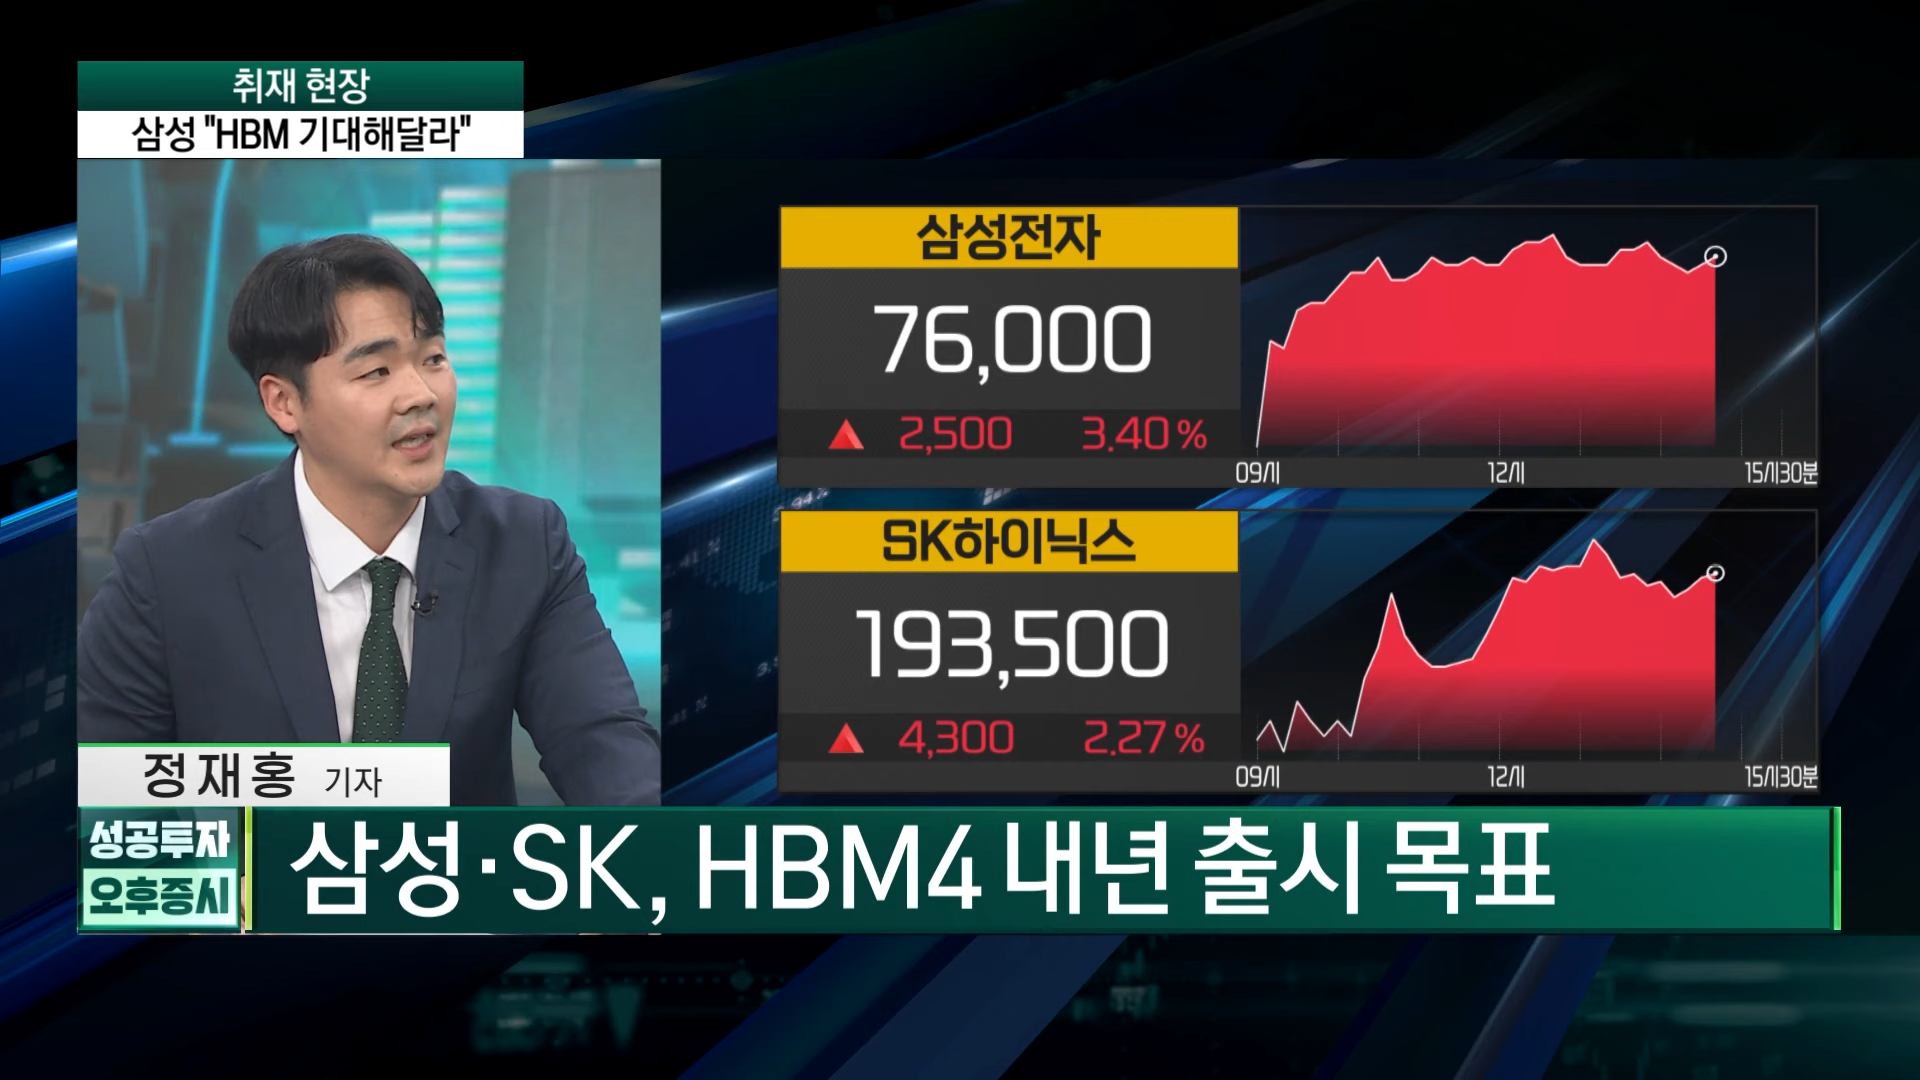 취재 현장
삼성 "HBM 기대해달라"
삼성전자
76,000
▲ 2,500 3.40%
09시 12시 15시30분
SK하이닉스
193,500
▲ 4,300 2.27%
09시 12시 15시30분
정재홍 기자
성공투자
오후증시
삼성·SK, HBM4 내년 출시 목표